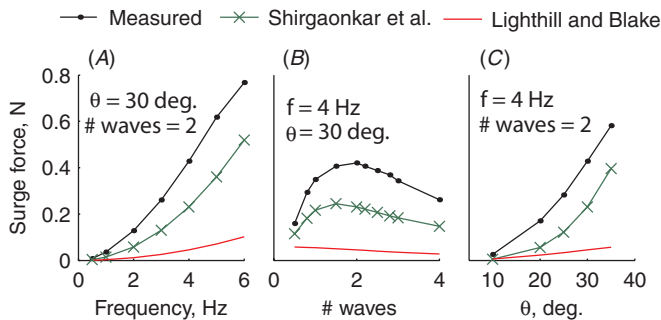 Measured
Shirgaonkar et al.
Lighthill and Blake
(A)
(B)
(C)
Surge force, N
0.8
0.6
0.4
0.2
0
θ = 30 deg.
# waves = 2
0 2 4 6
Frequency, Hz
f = 4 Hz
θ = 30 deg.
0 2 4
# waves
f = 4 Hz
# waves = 2
10 20 30 40
θ, deg.